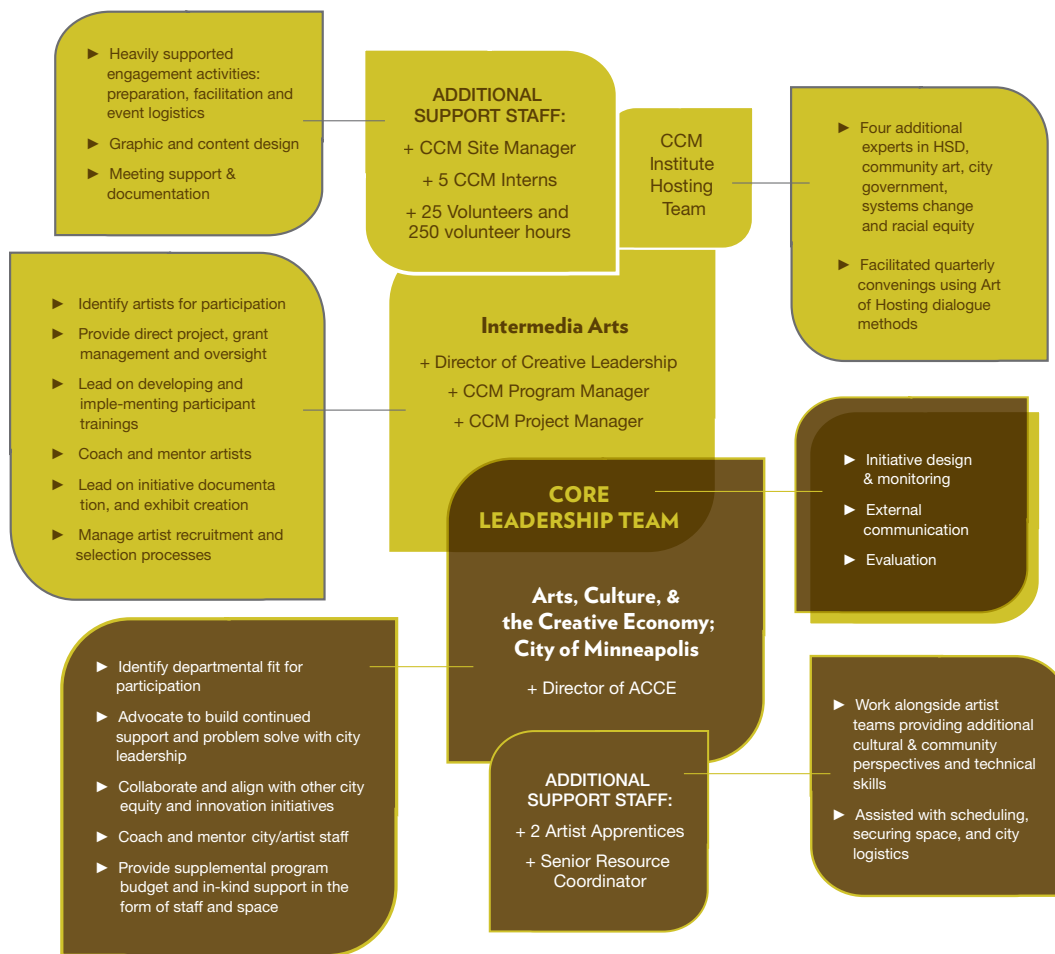 ► Heavily supported
engagement activities:
preparation, facilitation and
event logistics
► Graphic and content design
► Meeting support &
documentation
ADDITIONAL
SUPPORT STAFF:
+ CCM Site Manager
+ 5 CCM Interns
+ 25 Volunteers and
250 volunteer hours
CCM
Institute
Hosting
Team
► Four additional
experts in HSD,
community art, city
government,
systems change
and racial equity
► Facilitated quarterly
convenings using Art
of Hosting dialogue
methods
► Identify artists for participation
► Provide direct project, grant
management and oversight
► Lead on developing and
imple-menting participant
trainings
► Coach and mentor artists
► Lead on initiative documenta
tion, and exhibit creation
► Manage artist recruitment and
selection processes
Intermedia Arts
+ Director of Creative Leadership
+ CCM Program Manager
+ CCM Project Manager
CORE
LEADERSHIP TEAM
► Initiative design
& monitoring
► External
communication
► Evaluation
Arts, Culture, &
the Creative Economy;
City of Minneapolis
+ Director of ACCE
► Identify departmental fit for
participation
► Advocate to build continued
support and problem solve with city
leadership
► Collaborate and align with other city
equity and innovation initiatives
► Coach and mentor city/artist staff
► Provide supplemental program
budget and in-kind support in the
form of staff and space
ADDITIONAL
SUPPORT STAFF:
+ 2 Artist Apprentices
+ Senior Resource
Coordinator
► Work alongside artist
teams providing additional
cultural & community
perspectives and technical
skills
► Assisted with scheduling,
securing space, and city
logistics